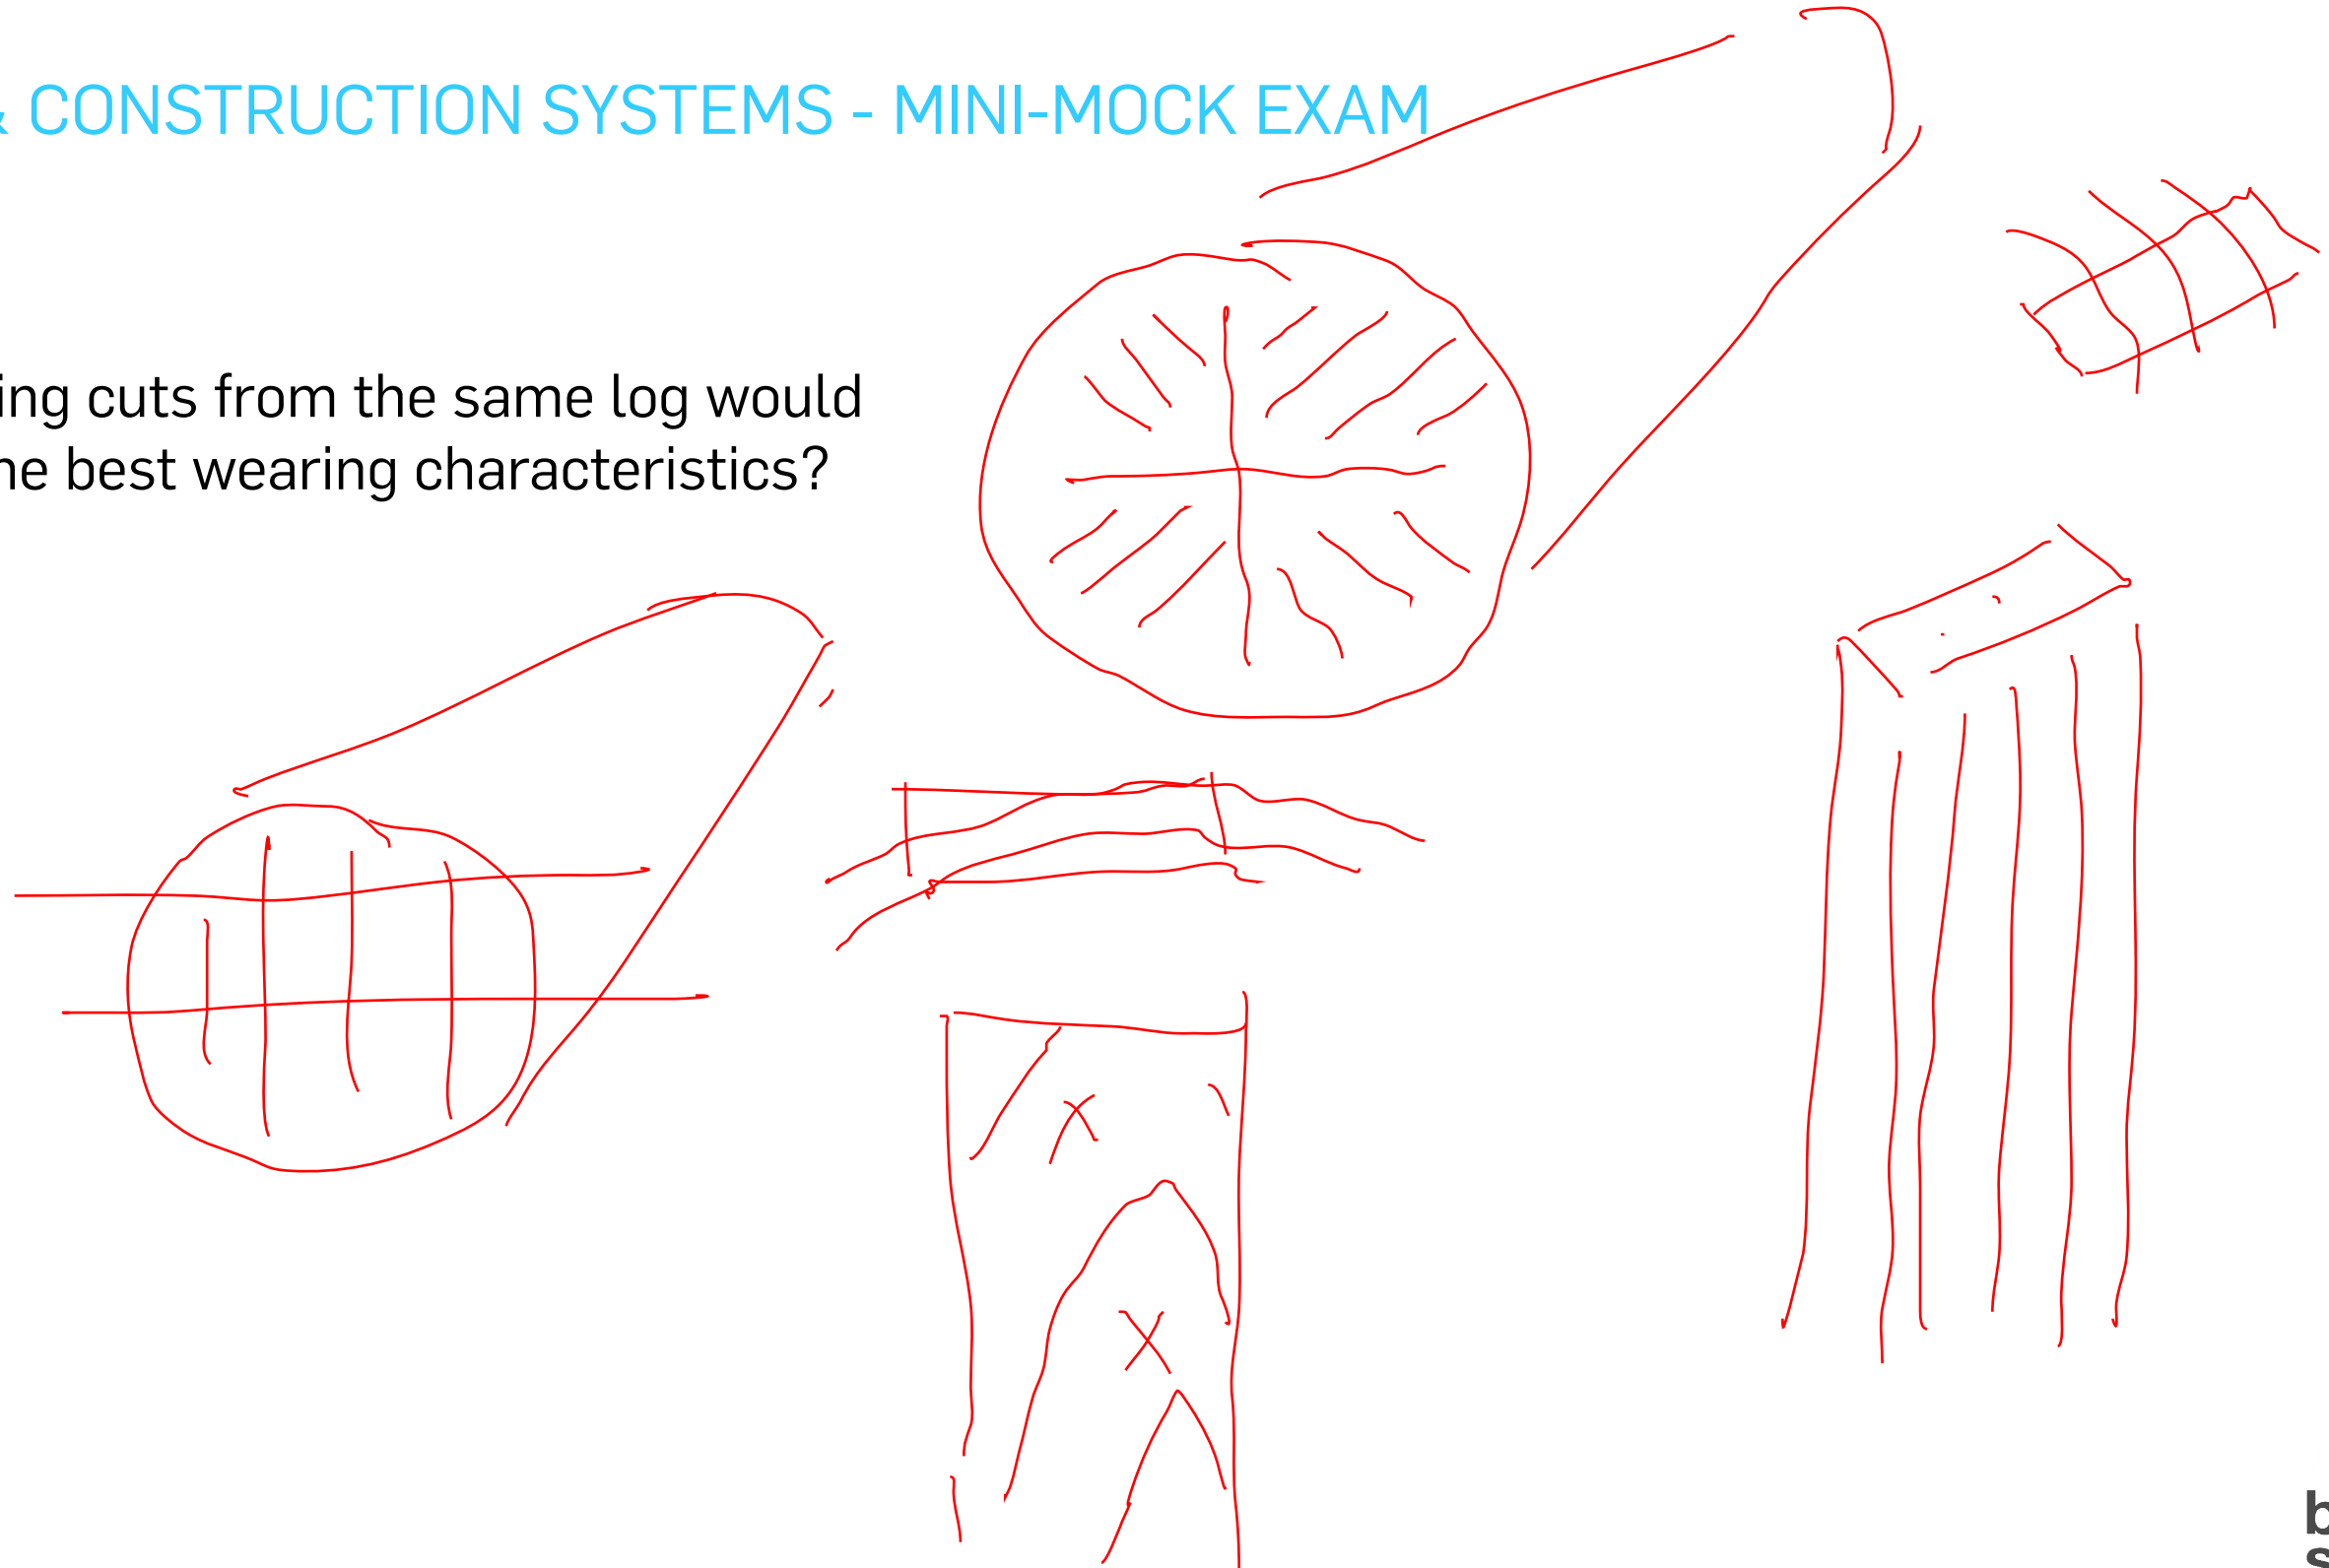 CONSTRUCTION SYSTEMS - MINI-MOCK EXAM
ing cuts from the same log would
he best wearing characteristics?
b
s